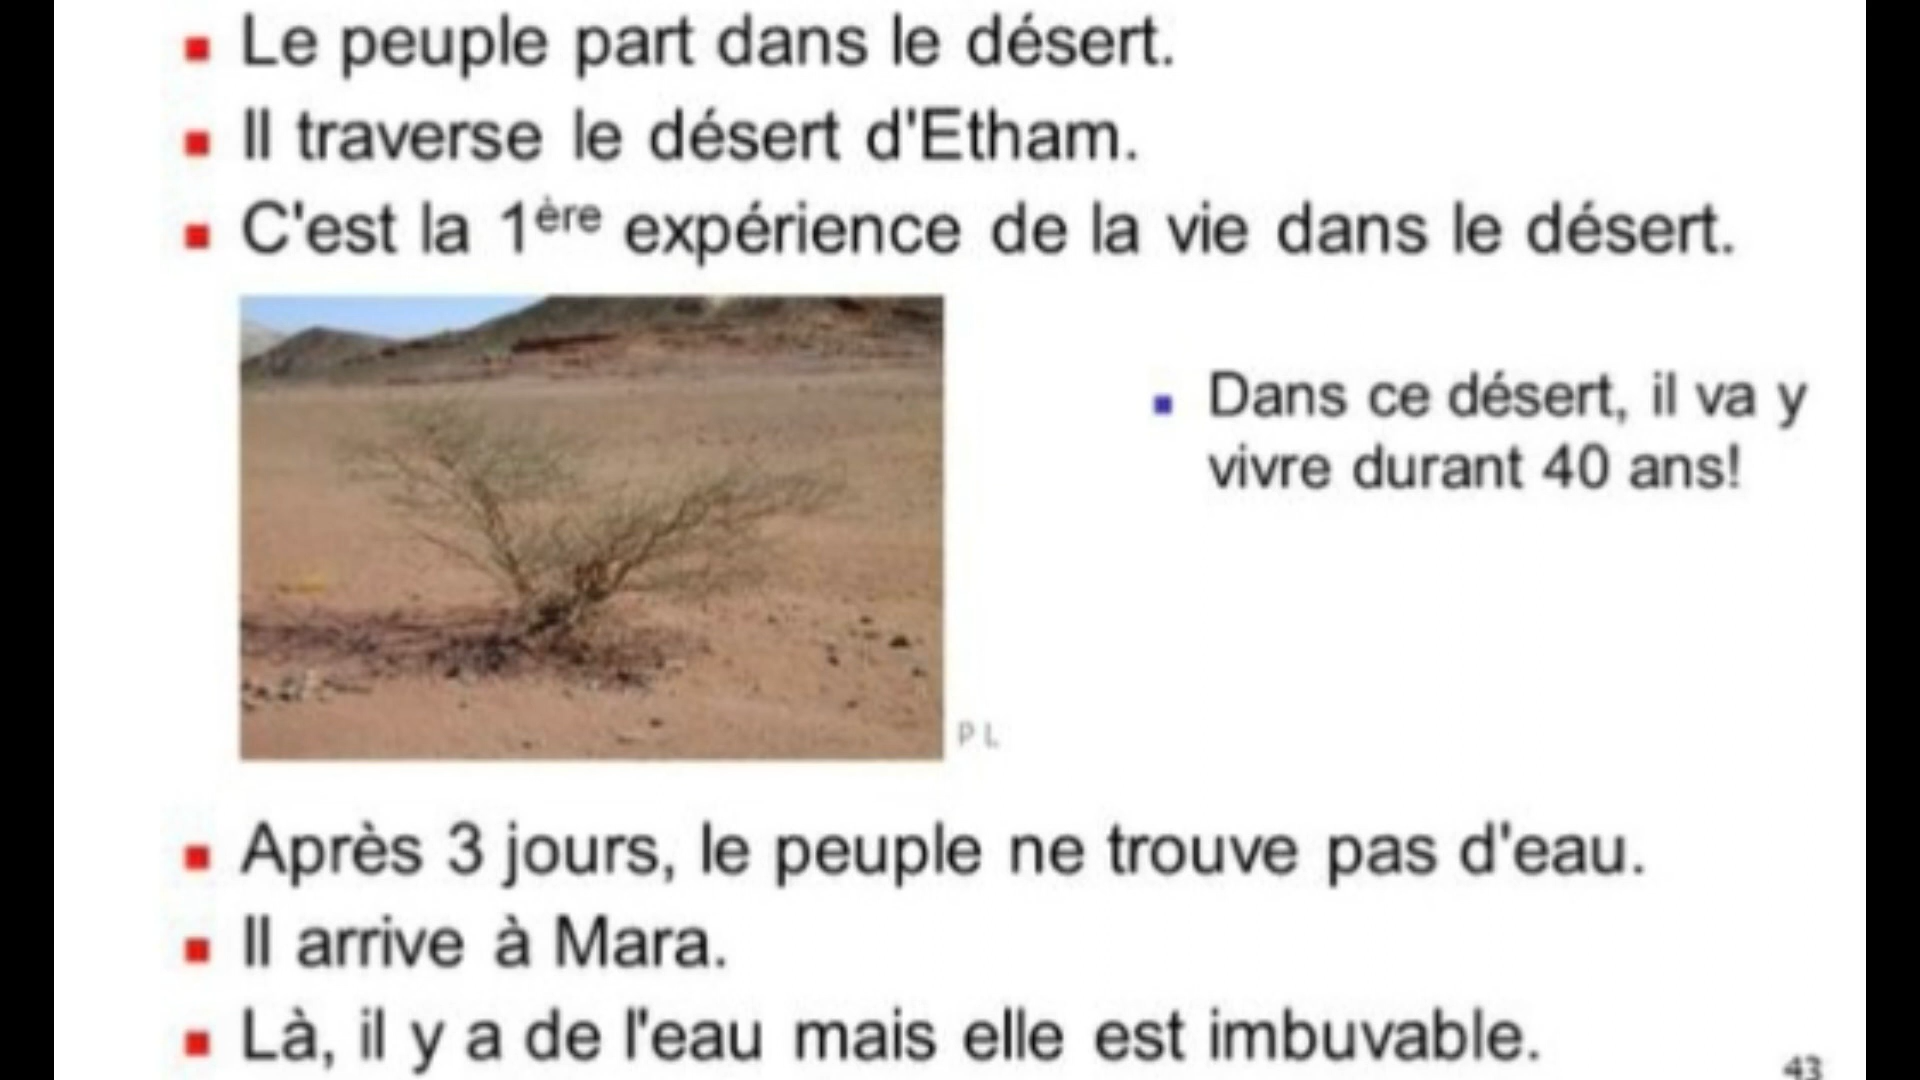 Le peuple part dans le désert.
Il traverse le désert d'Etham.
C'est la 1ère expérience de la vie dans le désert.
Dans ce désert, il va y
vivre durant 40 ans!
P L
Après 3 jours, le peuple ne trouve pas d'eau.
Il arrive à Mara.
Là, il y a de l'eau mais elle est imbuvable.
43